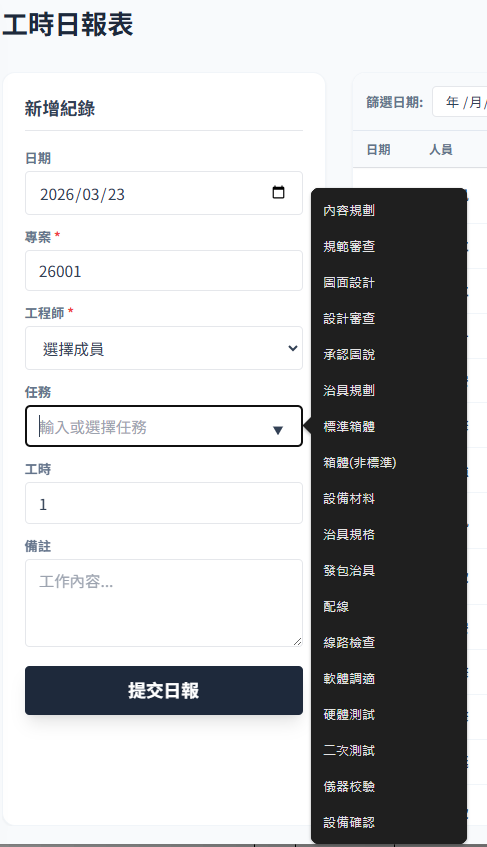 工時日報表
新增紀錄
日期
2026/03/23
專案 *
26001
工程師 *
選擇成員
任務
輸入或選擇任務
工時
1
備註
工作內容...
提交日報
篩選日期:
年 /月/
日期
人員
內容規劃
規範審查
圖面設計
設計審查
承認圖說
治具規劃
標準箱體
箱體(非標準)
設備材料
治具規格
發包治具
配線
線路檢查
軟體調適
硬體測試
二次測試
儀器校驗
設備確認